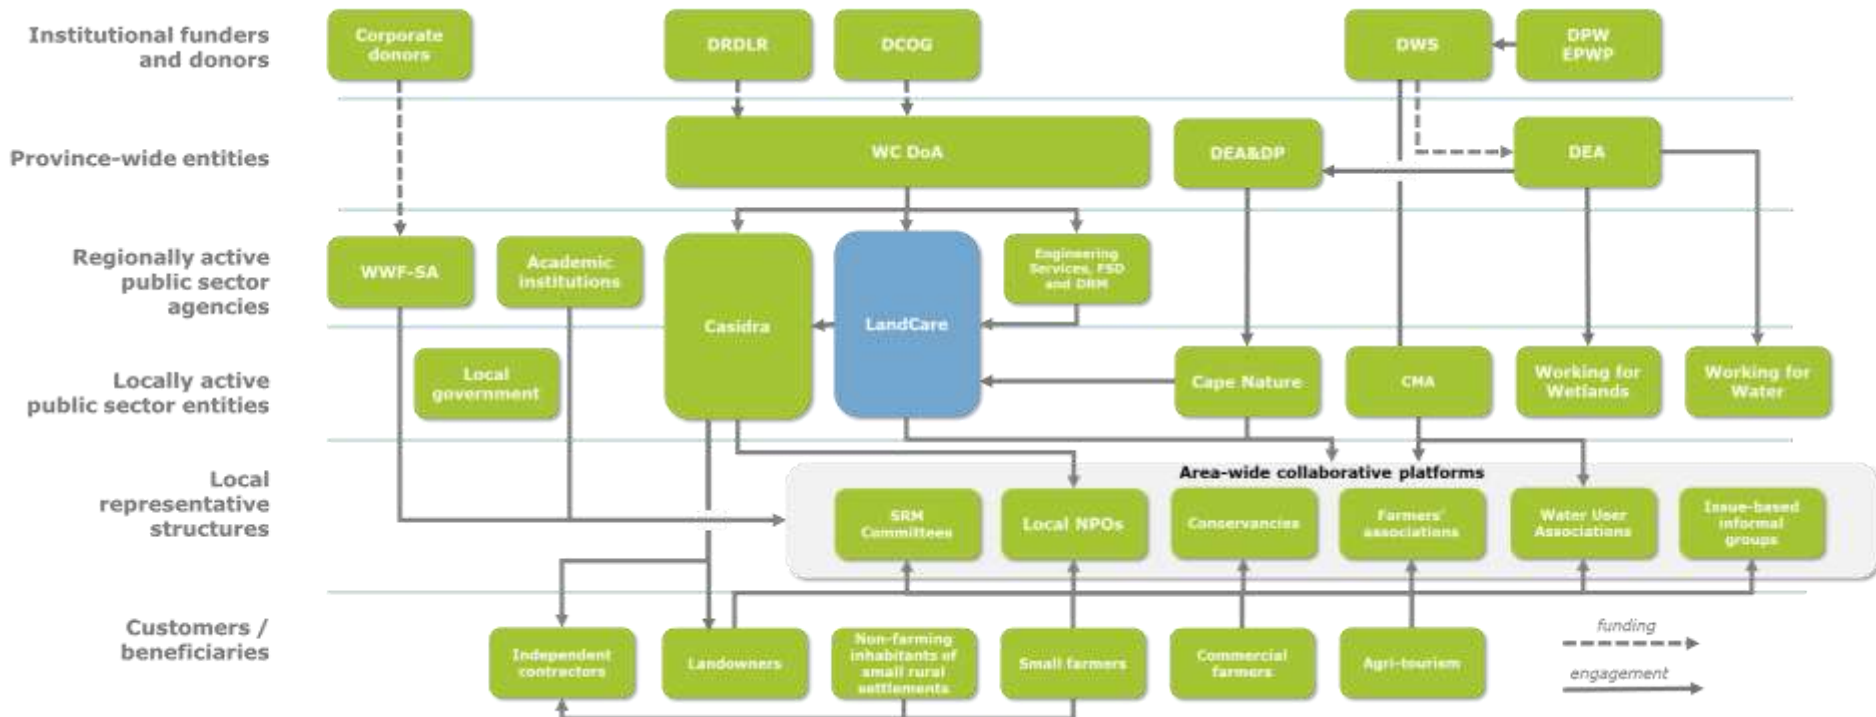 Institutional funders
and donors
Corporate
donors
DRDLR
DCOG
DWS
DPW
EPWP
Province-wide entities
WC DoA
DEA&DP
DEA
Regionally active
public sector
agencies
WWF-SA
Academic
institutions
Casidra
LandCare
Engineering
Services, FSD
and DRM
Locally active
public sector entities
Local
government
Cape Nature
CMA
Working for
Wetlands
Working for
Water
Local
representative
structures
Area-wide collaborative platforms
SRM
Committees
Local NPOs
Conservancies
Farmers'
associations
Water User
Associations
Issue-based
informal
groups
Customers /
beneficiaries
Independent
contractors
Landowners
Non-farming
inhabitants of
small rural
settlements
Small farmers
Commercial
farmers
Agri-tourism
funding
engagement